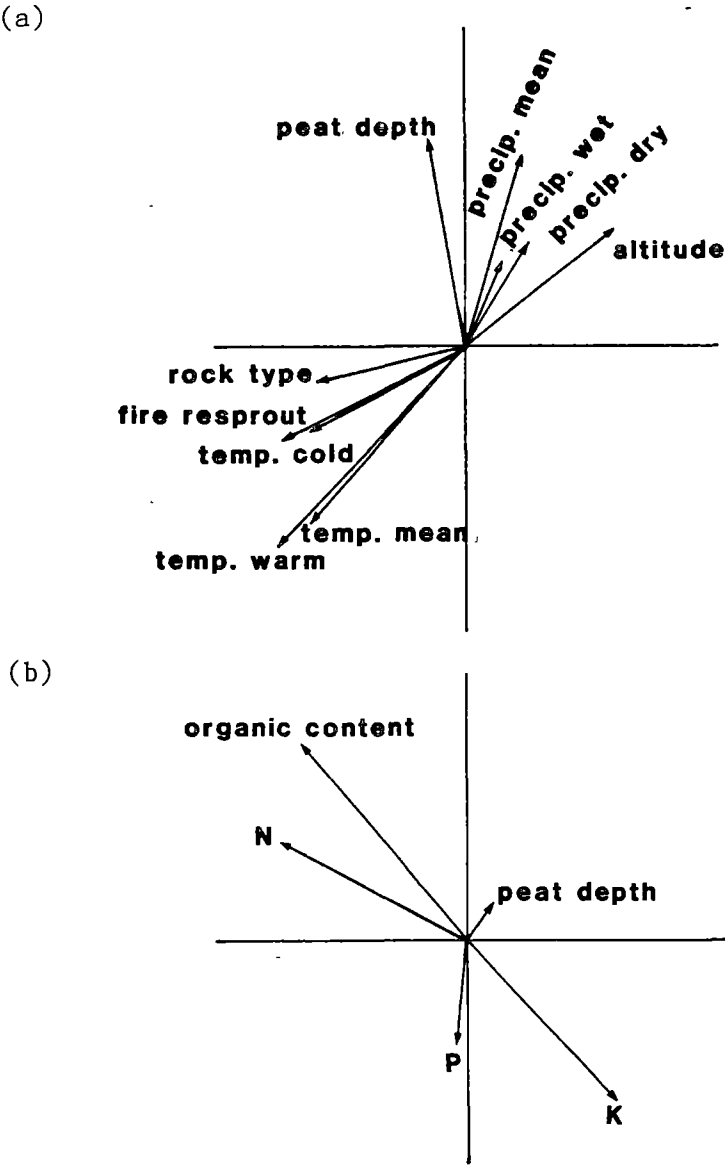 (a)
peat depth
precip. mean
precip. wet
precip. dry
altitude
rock type
fire resprout
temp. cold
temp. mean
temp. warm
(b)
organic content
N
peat depth
P
K